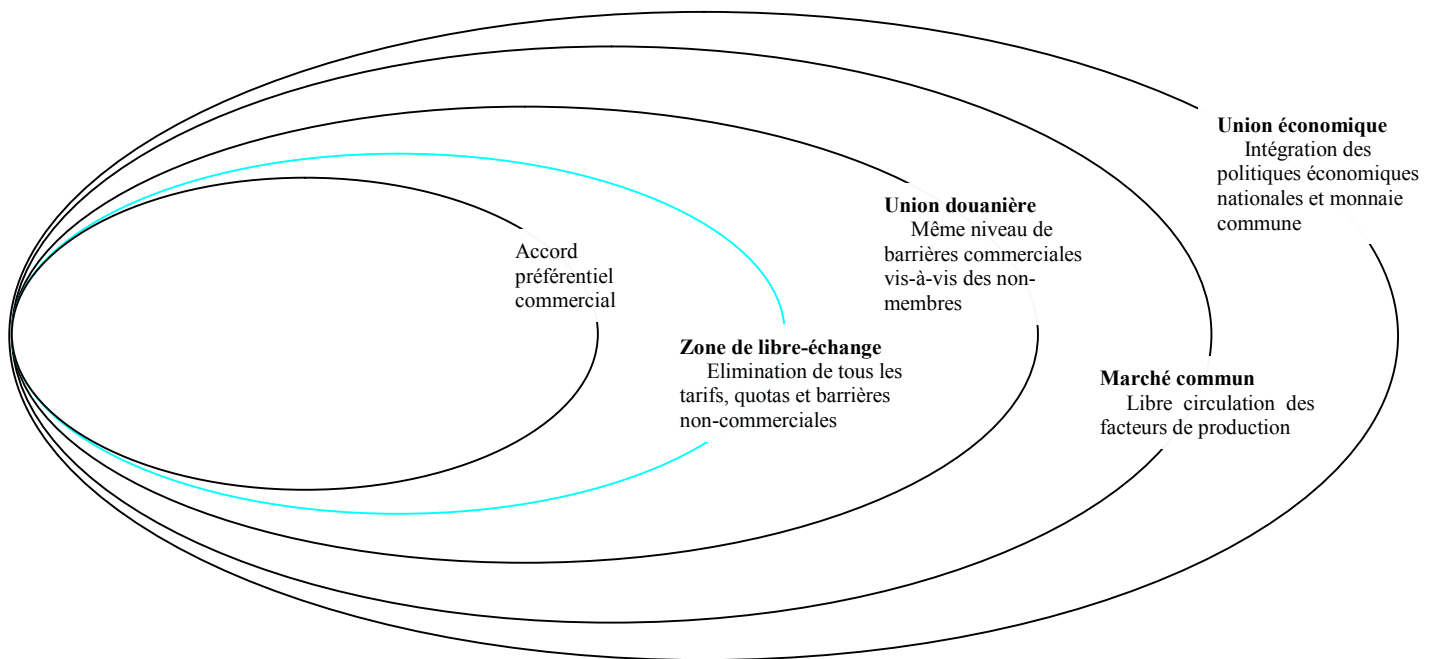 Accord
préférentiel
commercial
Zone de libre-échange
Elimination de tous les
tarifs, quotas et barrières
non-commerciales
Union douanière
Même niveau de
barrières commerciales
vis-à-vis des non-
membres
Marché commun
Libre circulation des
facteurs de production
Union économique
Intégration des
politiques économiques
nationales et monnaie
commune